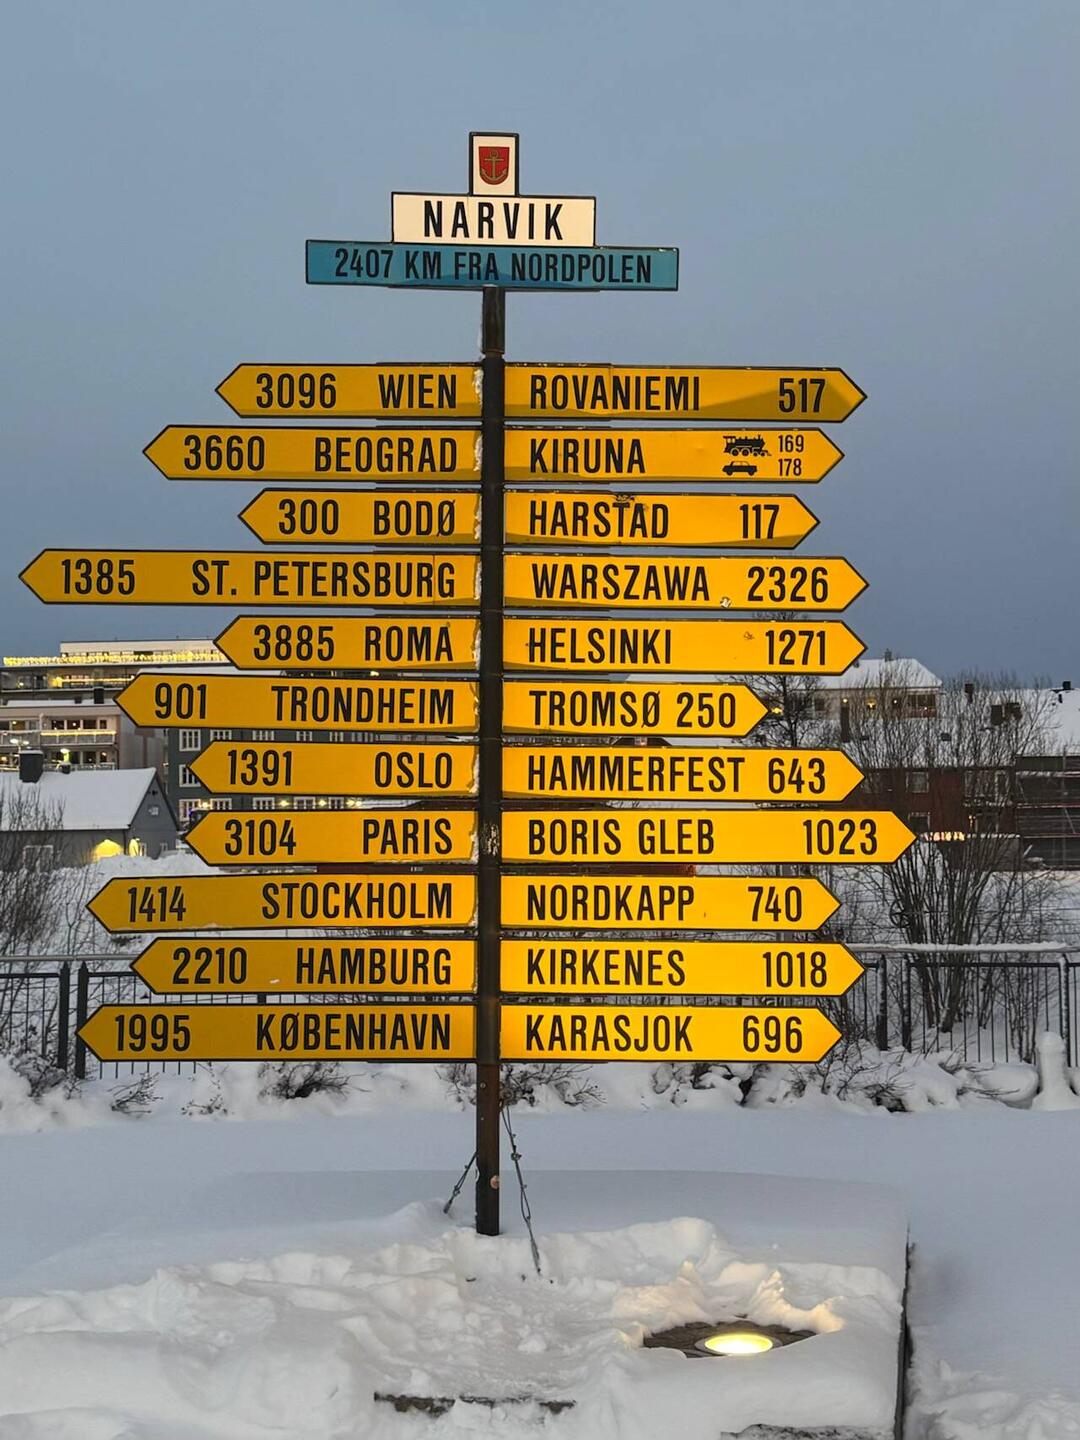 NARVIK
2407 KM FRA NORDPOLEN
3096 WIEN
ROVANIEMI 517
3660 BEOGRAD
KIRUNA 169
178
300 BODØ
HARSTAD 117
1385 ST. PETERSBURG
WARSZAWA 2326
3885 ROMA
HELSINKI 1271
901 TRONDHEIM
TROMSØ 250
1391 OSLO
HAMMERFEST 643
3104 PARIS
BORIS GLEB 1023
1414 STOCKHOLM
NORDKAPP 740
2210 HAMBURG
KIRKENES 1018
1995 KØBENHAVN
KARASJOK 696